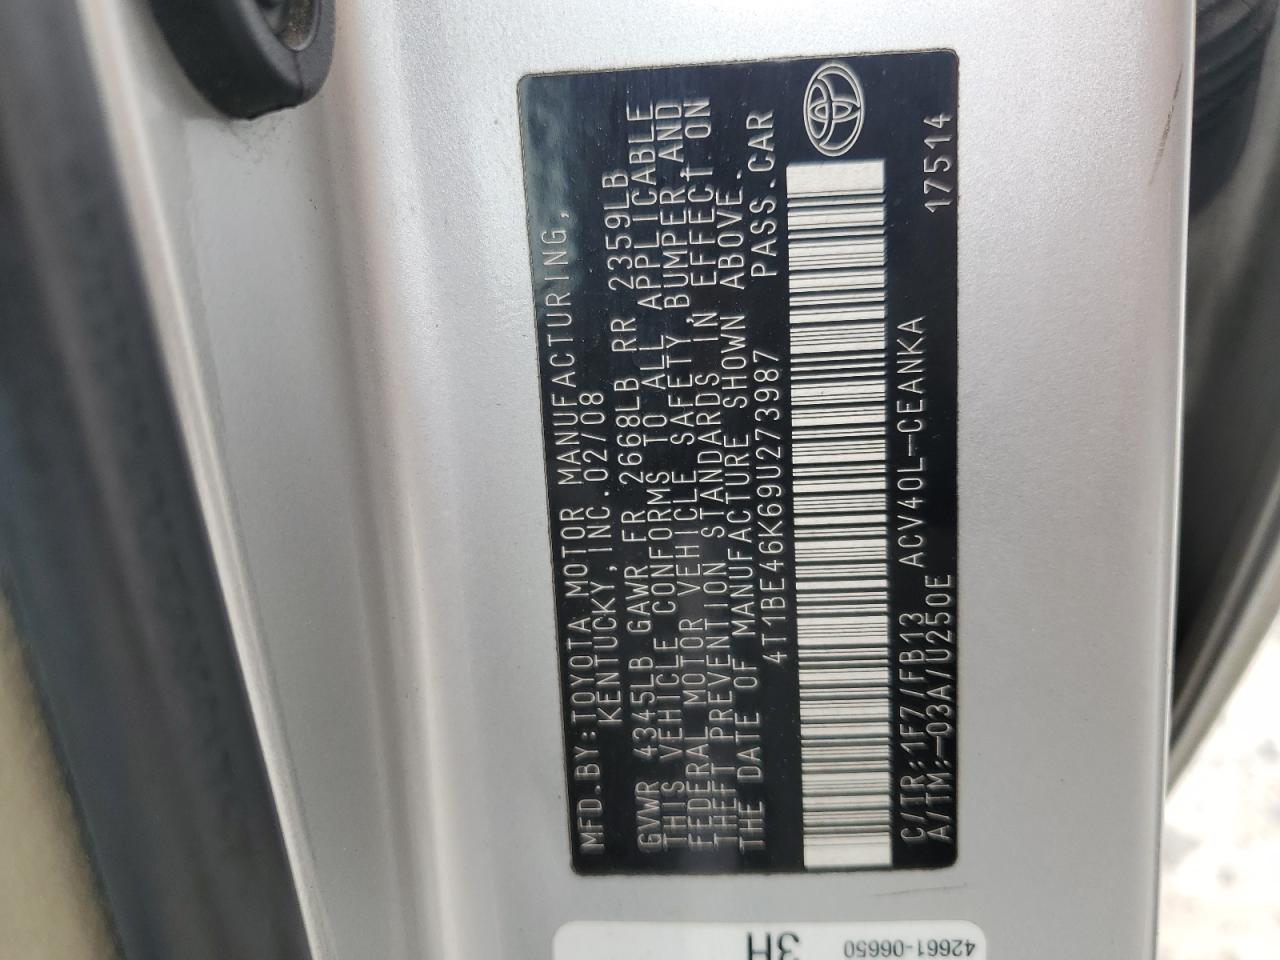 MFD.BY:TOYOTA MOTOR MANUFACTURING,
KENTUCKY,INC.02/08
GVWR 4345LB GAWR FR 2668LB RR 2359LB
THIS VEHICLE CONFORMS TO ALL APPLICABLE
FEDERAL MOTOR VEHICLE SAFETY,BUMPER,AND
THEFT PREVENTION STANDARDS IN EFFECT ON
THE DATE OF MANUFACTURE SHOWN ABOVE.
4T1BE46K69U273987 PASS.CAR
C/TR:1F7/FB13 ACV40L-CEANKA 17514
A/TM:-03A/U250E
3H
42661-06650